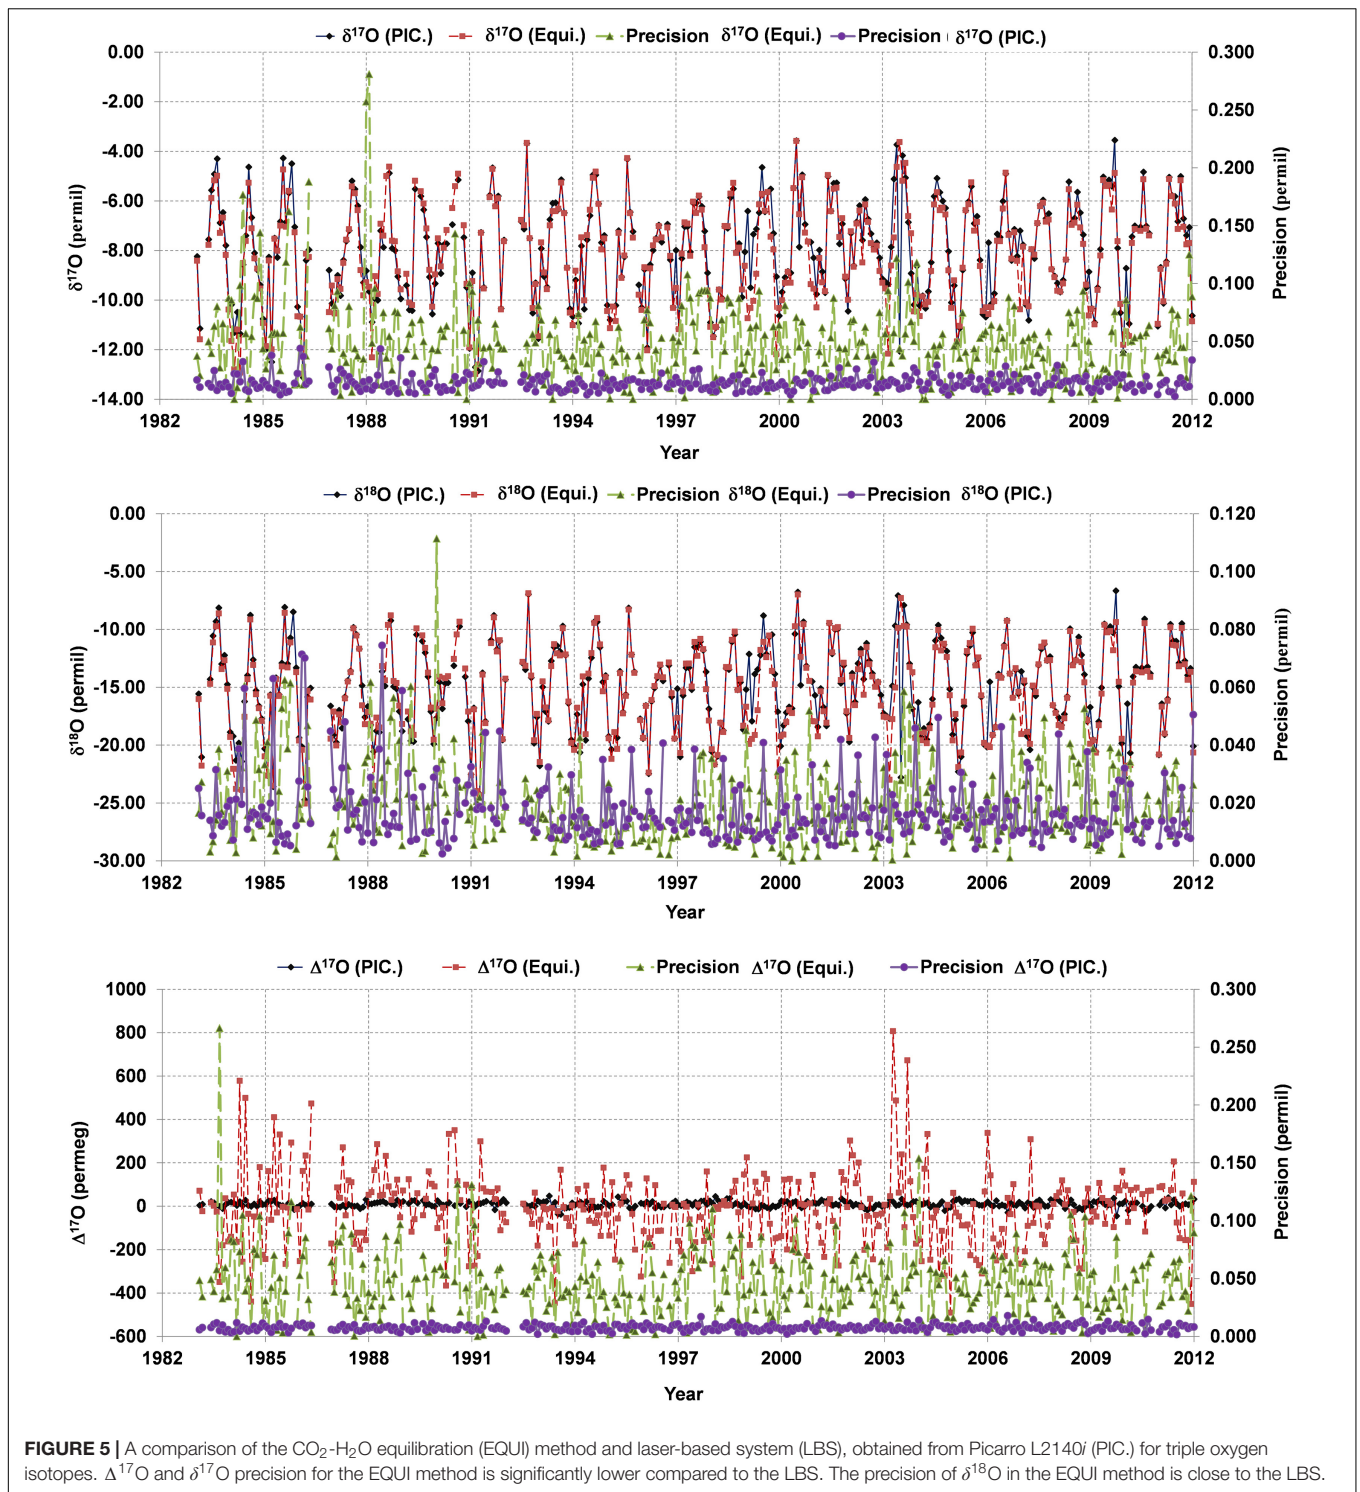 δ¹⁷O (PIC.) δ¹⁷O (Equi.) Precision δ¹⁷O (Equi.) Precision δ¹⁷O (PIC.)
0.00 0.300
-2.00 0.250
-4.00 0.200
-6.00 0.150
-8.00 0.100
-10.00 0.050
-12.00 0.000
-14.00
δ¹⁷O (permil)
Precision (permil)
1982 1985 1988 1991 1994 1997 2000 2003 2006 2009 2012
Year
δ¹⁸O (PIC.) δ¹⁸O (Equi.) Precision δ¹⁸O (Equi.) Precision δ¹⁸O (PIC.)
0.00 0.120
-5.00 0.100
-10.00 0.080
-15.00 0.060
-20.00 0.040
-25.00 0.020
-30.00 0.000
δ¹⁸O (permil)
Precision (permil)
1982 1985 1988 1991 1994 1997 2000 2003 2006 2009 2012
Year
Δ¹⁷O (PIC.) Δ¹⁷O (Equi.) Precision Δ¹⁷O (Equi.) Precision Δ¹⁷O (PIC.)
1000 0.300
800 0.250
600 0.200
400 0.150
200 0.100
0 0.050
-200 0.000
-400
-600
Δ¹⁷O (permeg)
Precision (permil)
1982 1985 1988 1991 1994 1997 2000 2003 2006 2009 2012
Year
FIGURE 5 | A comparison of the CO₂-H₂O equilibration (EQUI) method and laser-based system (LBS), obtained from Picarro L2140i (PIC.) for triple oxygen
isotopes. Δ¹⁷O and δ¹⁷O precision for the EQUI method is significantly lower compared to the LBS. The precision of δ¹⁸O in the EQUI method is close to the LBS.